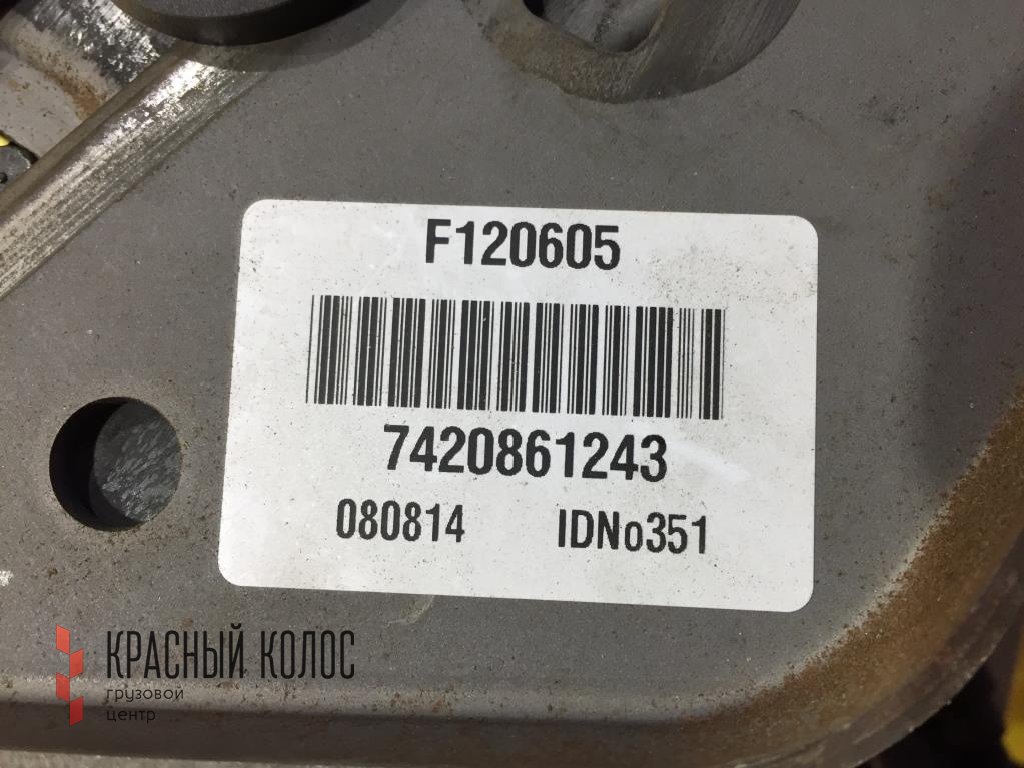 F120605
7420861243
080814 IDNo351
КРАСНЫЙ КОЛОС
грузовой
центр